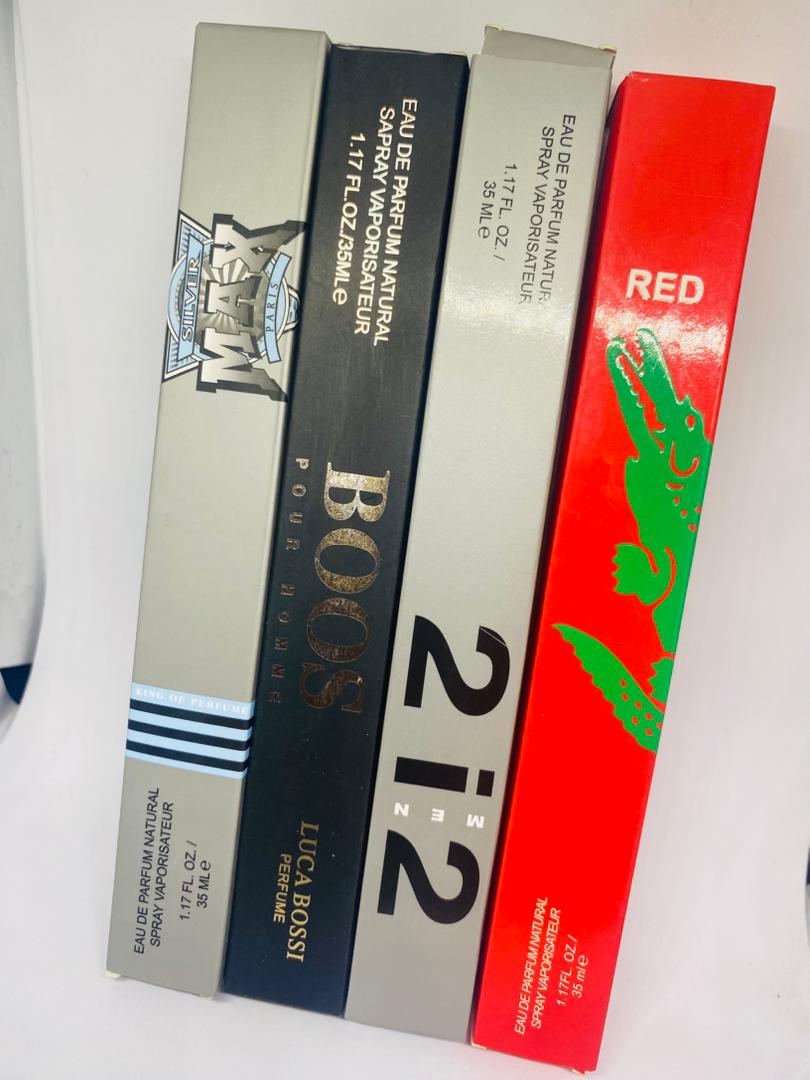 SILVER
MAX
PARIS
KING OF PERFUME
EAU DE PARFUM NATURAL
SPRAY VAPORISATEUR
1.17 FL. OZ. /
35 ML℮
EAU DE PARFUM NATURAL
SAPRAY VAPORISATEUR
1.17 FL.OZ./35ML℮
BOOS
POUR HOMME
LUCA BOSSI
PERFUME
EAU DE PARFUM NATUR
SPRAY VAPORISATEUR
1.17 FL. OZ. /
35 ML℮
2i2
MEN
RED
EAU DE PARFUM NATURAL
SPRAY VAPORISATEUR
1.17FL. OZ /
35 ml℮